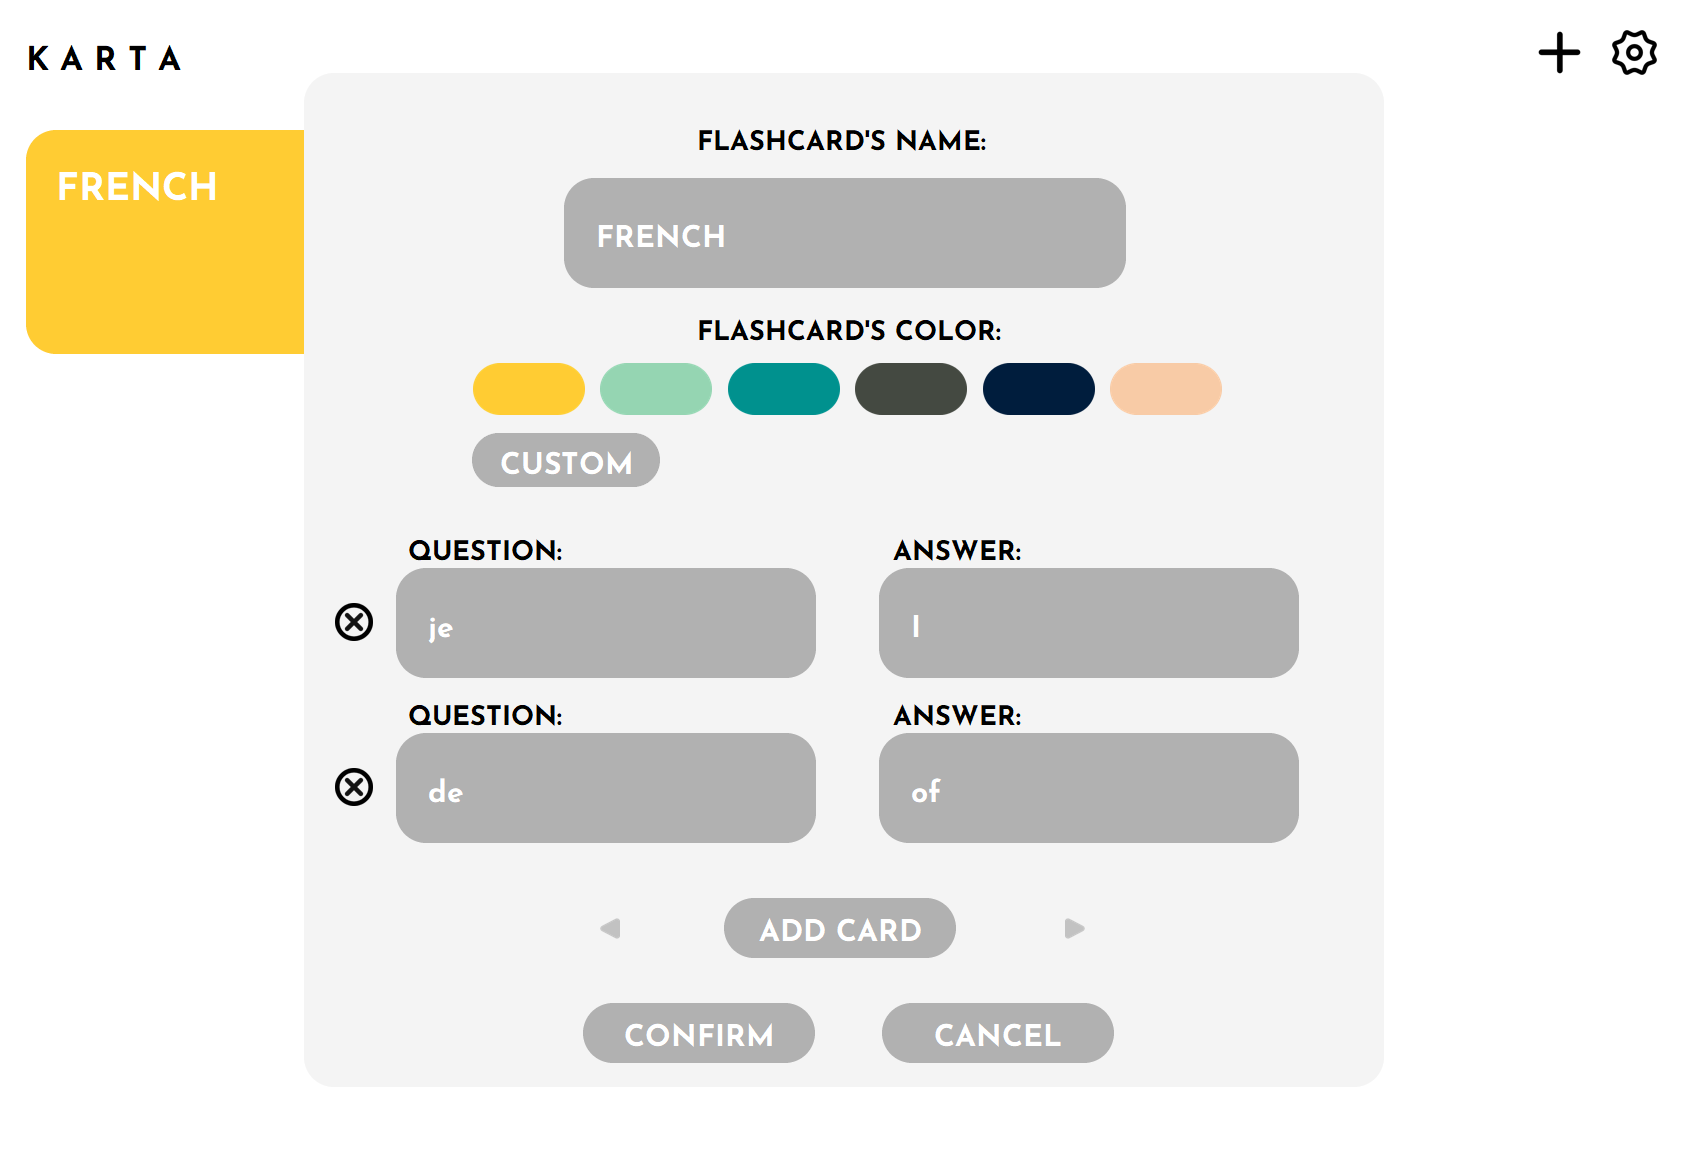 KARTA
FRENCH
FLASHCARD'S NAME:
FRENCH
FLASHCARD'S COLOR:
CUSTOM
QUESTION: ANSWER:
je I
QUESTION: ANSWER:
de of
ADD CARD
CONFIRM CANCEL